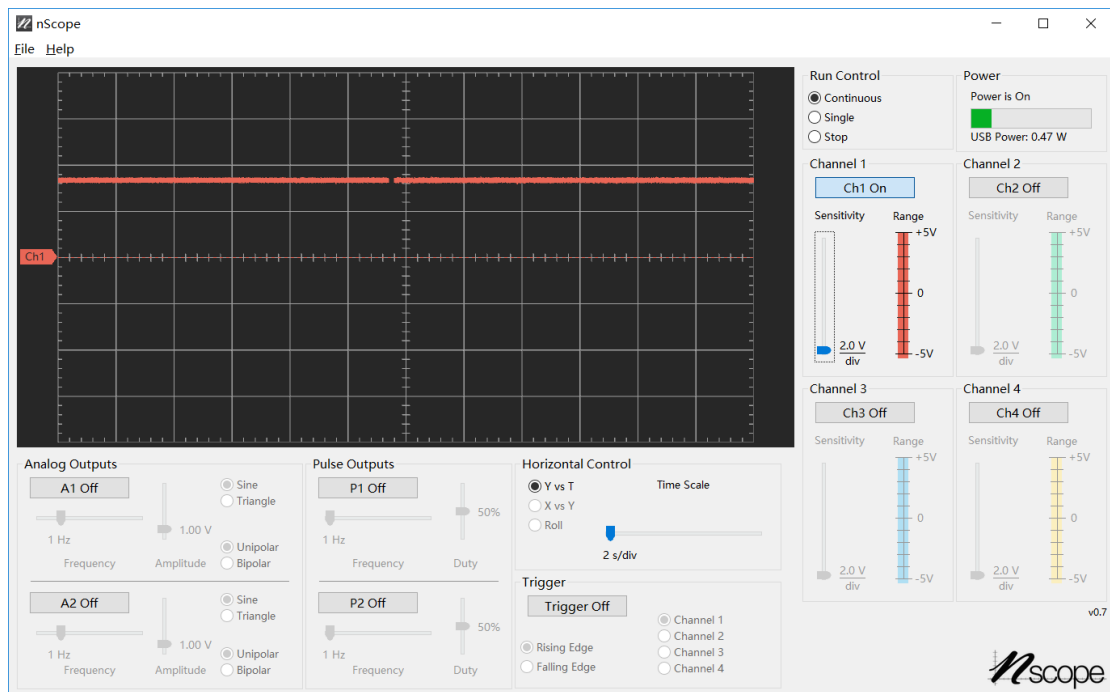 nScope
File Help
Ch1
Run Control
Continuous
Single
Stop
Power
Power is On
USB Power: 0.47 W
Channel 1
Ch1 On
Sensitivity Range
+5V
0
-5V
2.0 V
div
Channel 2
Ch2 Off
Sensitivity Range
+5V
0
-5V
2.0 V
div
Channel 3
Ch3 Off
Sensitivity Range
+5V
0
-5V
2.0 V
div
Channel 4
Ch4 Off
Sensitivity Range
+5V
0
-5V
2.0 V
div
Analog Outputs
A1 Off
1 Hz
Frequency
1.00 V
Amplitude
Sine
Triangle
Unipolar
Bipolar
A2 Off
1 Hz
Frequency
1.00 V
Amplitude
Sine
Triangle
Unipolar
Bipolar
Pulse Outputs
P1 Off
1 Hz
Frequency
50%
Duty
P2 Off
1 Hz
Frequency
50%
Duty
Horizontal Control
Y vs T
X vs Y
Roll
Time Scale
2 s/div
Trigger
Trigger Off
Rising Edge
Falling Edge
Channel 1
Channel 2
Channel 3
Channel 4
v0.7
nscope